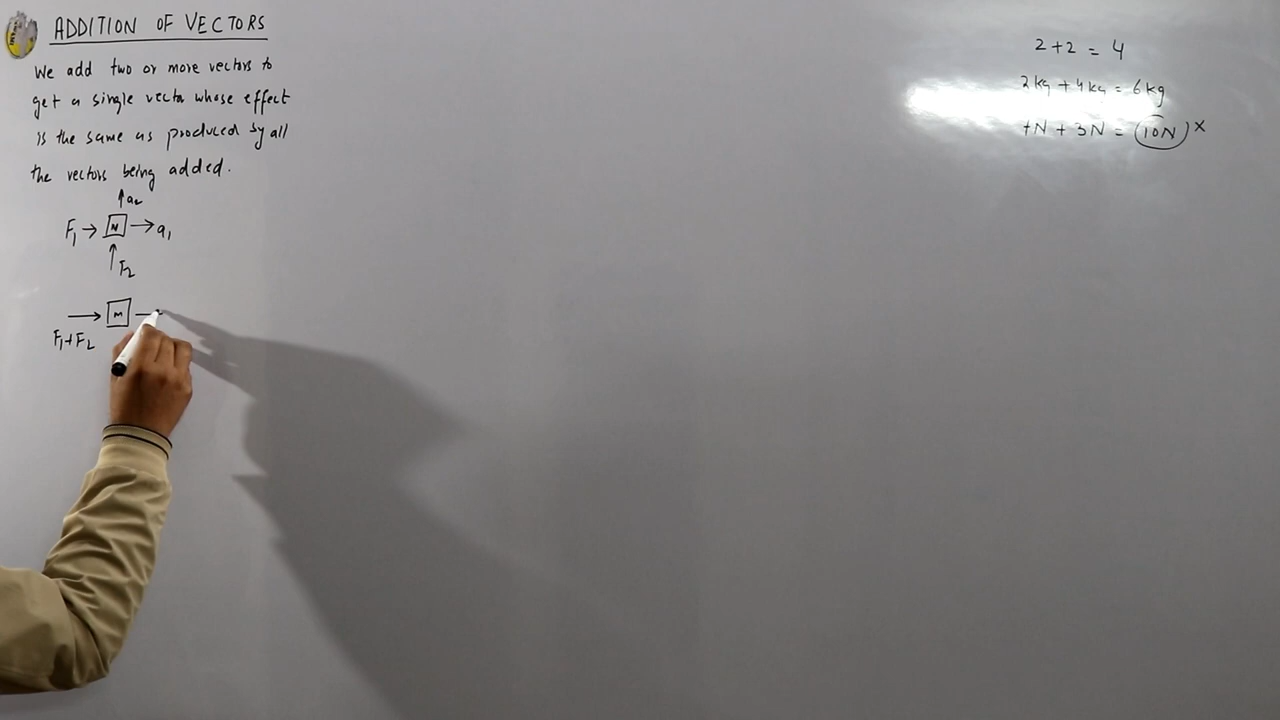 ADDITION OF VECTORS
We add two or more vectors to
get a single vector whose effect
is the same as produced by all
the vectors being added.
a2
F1 → M → a1
F2
M
F1+F2
2+2 = 4
2kg + 4kg = 6kg
7N + 3N = 10N ×